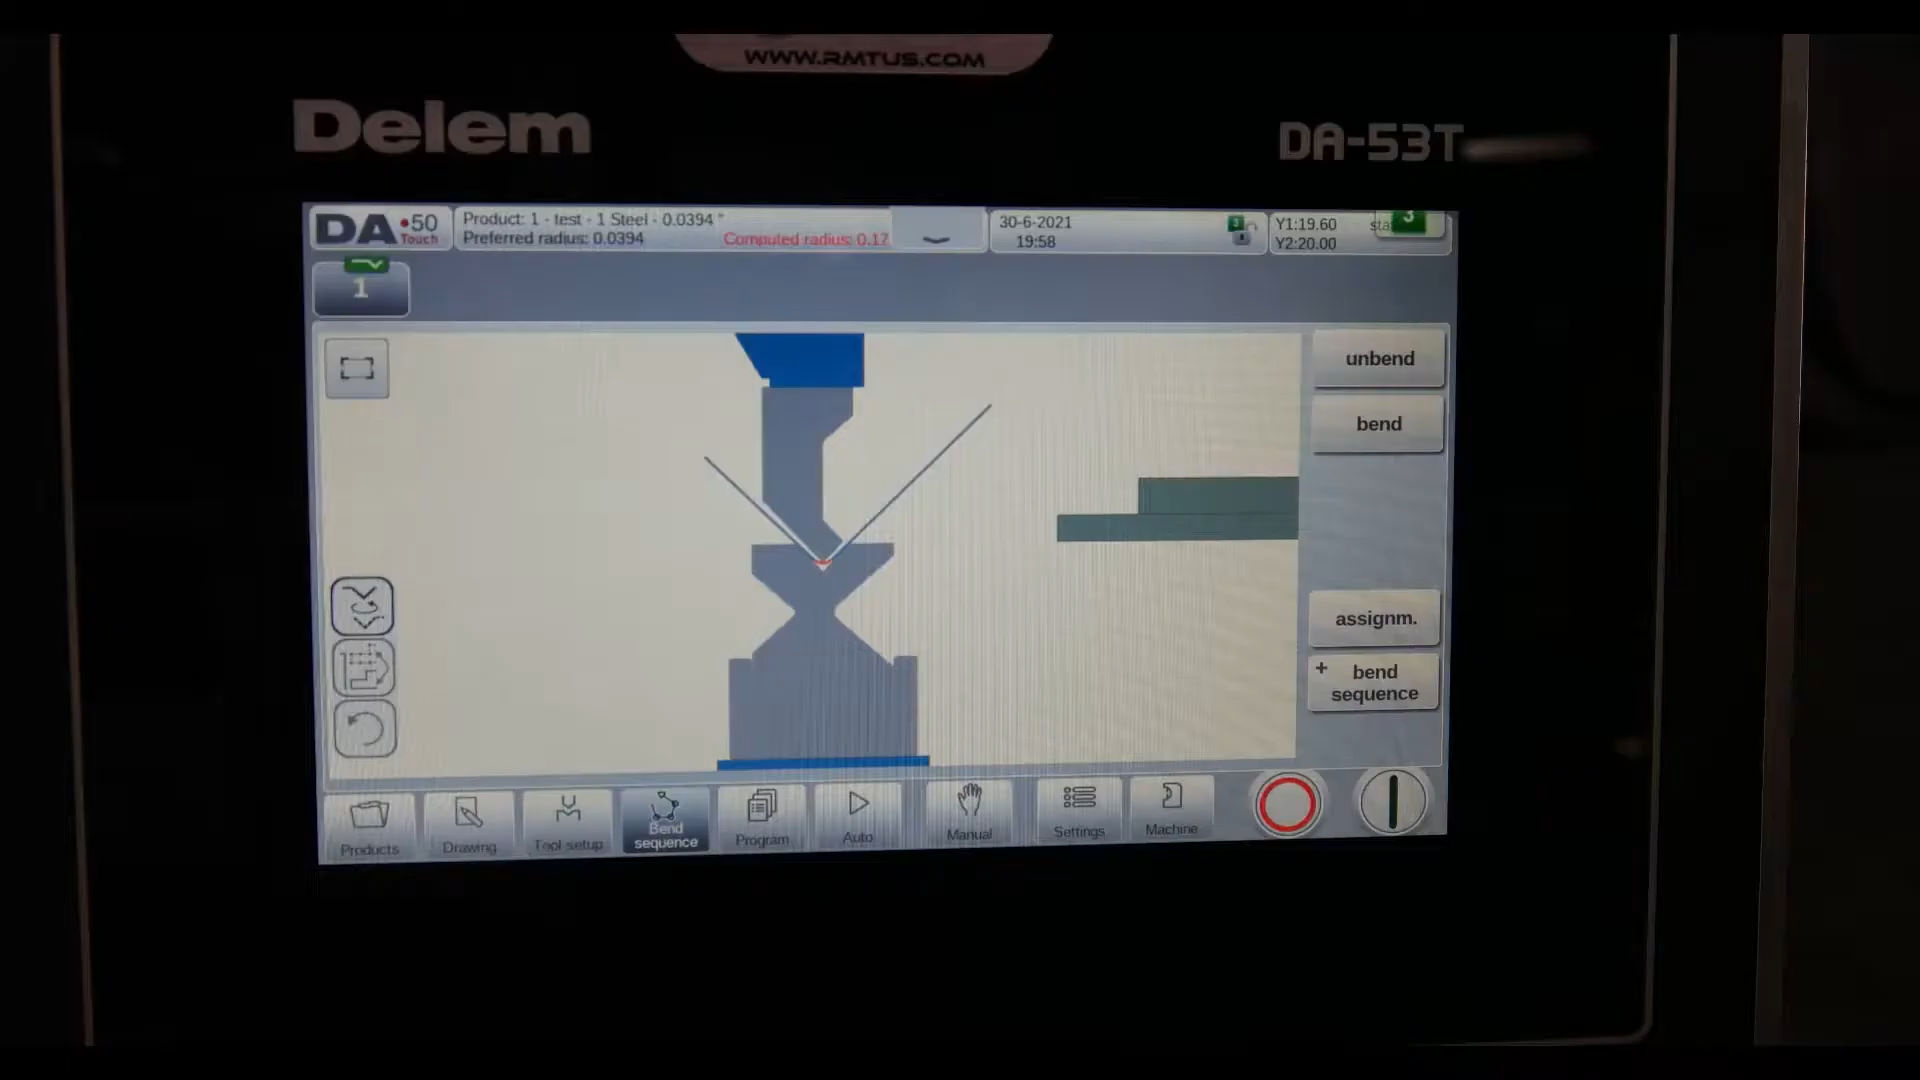 WWW.RMTUS.COM
Delem
DA-53T
DA•50
Touch
Product: 1 - test - 1 Steel - 0.0394 "
Preferred radius: 0.0394
Computed radius: 0.17
30-6-2021
19:58
3
Y1:19.60
Y2:20.00
3
1
unbend
bend
assignm.
+ bend
sequence
Products
Drawing
Tool setup
Bend
sequence
Program
Auto
Manual
Settings
Machine